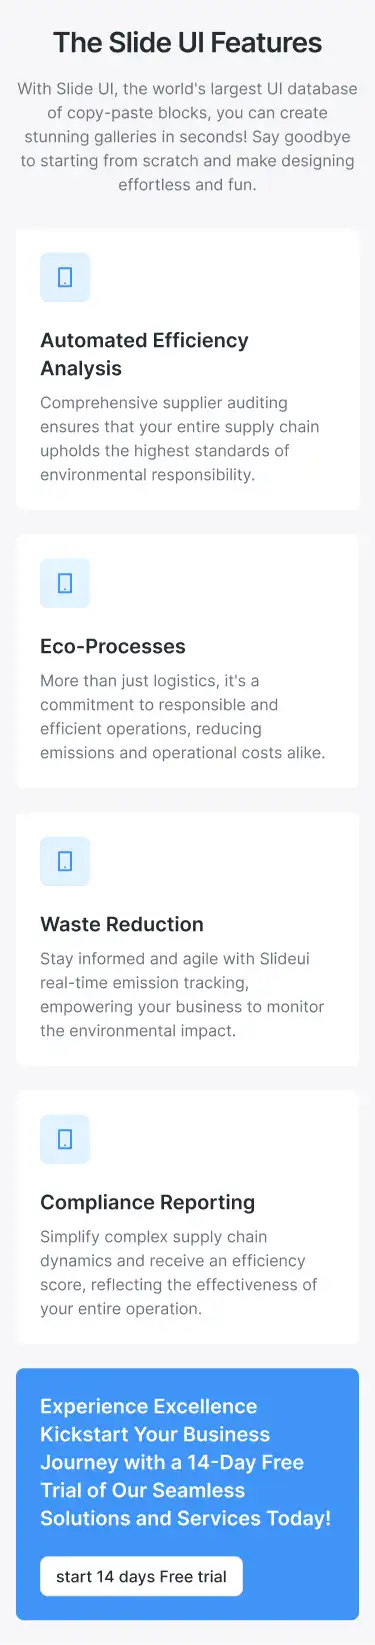 The Slide UI Features
With Slide UI, the world's largest UI database
of copy-paste blocks, you can create
stunning galleries in seconds! Say goodbye
to starting from scratch and make designing
effortless and fun.
Automated Efficiency
Analysis
Comprehensive supplier auditing
ensures that your entire supply chain
upholds the highest standards of
environmental responsibility.
Eco-Processes
More than just logistics, it's a
commitment to responsible and
efficient operations, reducing
emissions and operational costs alike.
Waste Reduction
Stay informed and agile with Slideui
real-time emission tracking,
empowering your business to monitor
the environmental impact.
Compliance Reporting
Simplify complex supply chain
dynamics and receive an efficiency
score, reflecting the effectiveness of
your entire operation.
Experience Excellence
Kickstart Your Business
Journey with a 14-Day Free
Trial of Our Seamless
Solutions and Services Today!
start 14 days Free trial